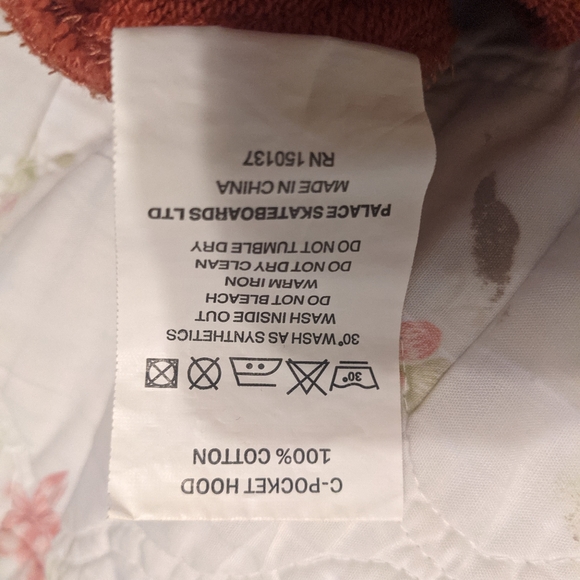 C-POCKET HOOD
100% COTTON
30°
30° WASH AS SYNTHETICS
WASH INSIDE OUT
DO NOT BLEACH
WARM IRON
DO NOT DRY CLEAN
DO NOT TUMBLE DRY
PALACE SKATEBOARDS LTD
MADE IN CHINA
RN 150137